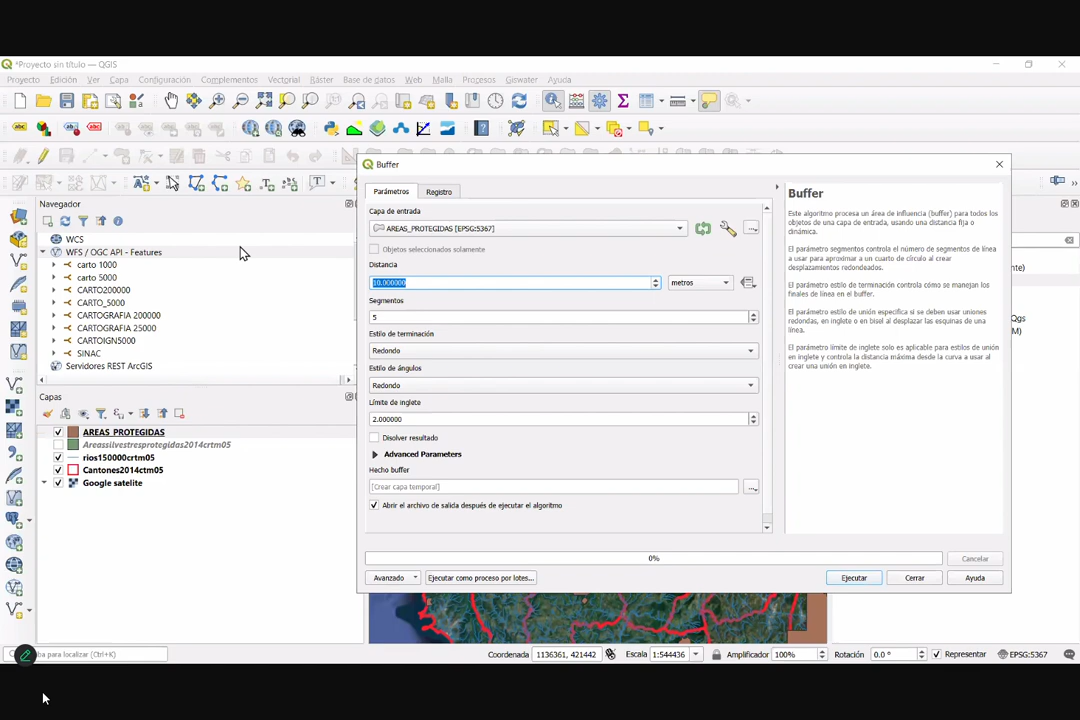 *Proyecto sin título — QGIS
Proyecto Edición Ver Capa Configuración Complementos Vectorial Ráster Base de datos Web Malla Procesos Giswater Ayuda
Navegador
WCS
WFS / OGC API - Features
carto 1000
carto 5000
CARTO200000
CARTO_5000
CARTOGRAFIA 200000
CARTOGRAFIA 25000
CARTOIGN5000
SINAC
Servidores REST ArcGIS
Capas
AREAS_PROTEGIDAS
Areassilvestresprotegidas2014crtm05
rios150000crtm05
Cantones2014ctm05
Google satelite
Buffer
Parámetros Registro
Capa de entrada
AREAS_PROTEGIDAS [EPSG:5367]
Objetos seleccionados solamente
Distancia
10.000000 metros
Segmentos
5
Estilo de terminación
Redondo
Estilo de ángulos
Redondo
Límite de inglete
2.000000
Disolver resultado
Advanced Parameters
Hecho buffer
[Crear capa temporal]
Abrir el archivo de salida después de ejecutar el algoritmo
0%
Cancelar
Avanzado Ejecutar como proceso por lotes... Ejecutar Cerrar Ayuda
Buffer
Este algoritmo procesa un área de influencia (buffer) para todos los
objetos de una capa de entrada, usando una distancia fija o
dinámica.
El parámetro segmentos controla el número de segmentos de línea
a usar para aproximar a un cuarto de círculo al crear
desplazamientos redondeados.
El parámetro estilo de terminación controla cómo se manejan los
finales de línea en el buffer.
El parámetro estilo de unión especifica si se deben usar uniones
redondas, en inglete o en bisel al desplazar las esquinas de una
línea.
El parámetro límite de inglete solo es aplicable para estilos de unión
en inglete y controla la distancia máxima desde la curva a usar al
crear una unión en inglete.
nte)
Qgs
M)
ba para localizar (Ctrl+K)
Coordenada 1136361, 421442 Escala 1:544436 Amplificador 100% Rotación 0.0 ° Representar EPSG:5367